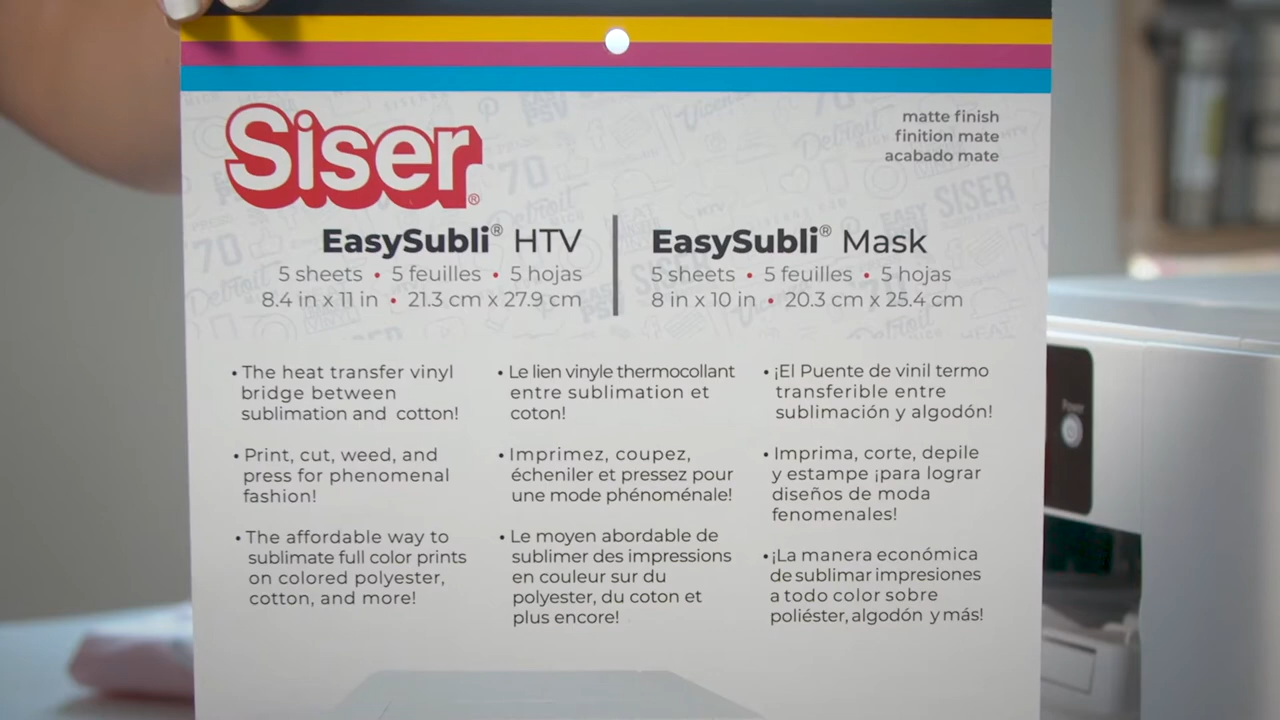 Siser®
matte finish
finition mate
acabado mate
EasySubli® HTV
5 sheets • 5 feuilles • 5 hojas
8.4 in x 11 in • 21.3 cm x 27.9 cm
EasySubli® Mask
5 sheets • 5 feuilles • 5 hojas
8 in x 10 in • 20.3 cm x 25.4 cm
• The heat transfer vinyl
bridge between
sublimation and cotton!
• Print, cut, weed, and
press for phenomenal
fashion!
• The affordable way to
sublimate full color prints
on colored polyester,
cotton, and more!
• Le lien vinyle thermocollant
entre sublimation et
coton!
• Imprimez, coupez,
écheniler et pressez pour
une mode phénoménale!
• Le moyen abordable de
sublimer des impressions
en couleur sur du
polyester, du coton et
plus encore!
• ¡El Puente de vinil termo
transferible entre
sublimación y algodón!
• Imprima, corte, depile
y estampe ¡para lograr
diseños de moda
fenomenales!
• ¡La manera económica
de sublimar impresiones
a todo color sobre
poliéster, algodón y más!
Power